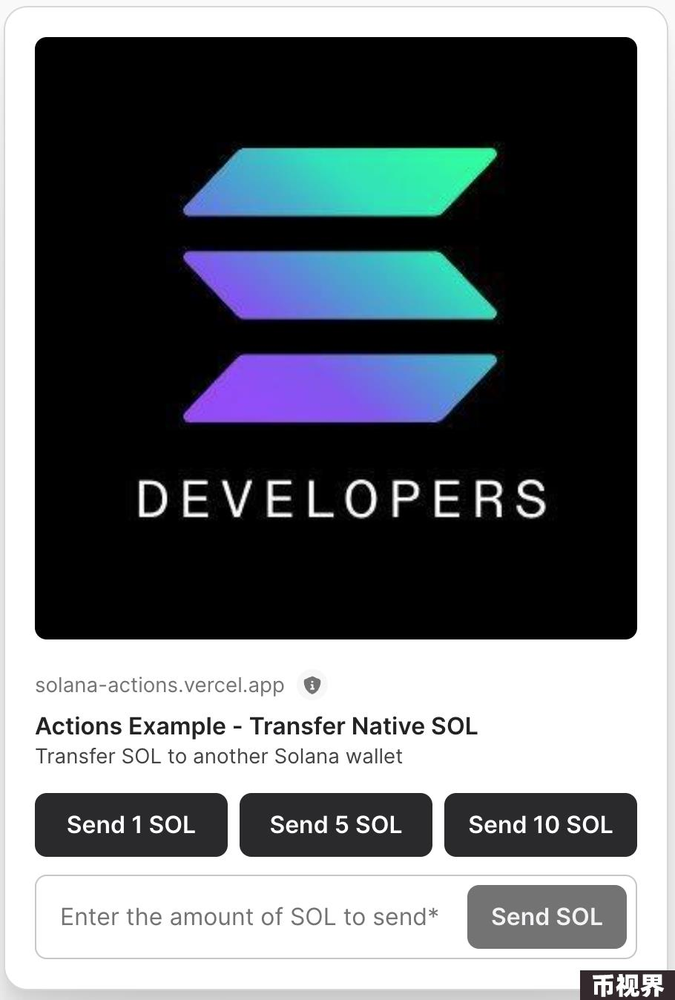 DEVELOPERS
solana-actions.vercel.app
Actions Example - Transfer Native SOL
Transfer SOL to another Solana wallet
Send 1 SOL
Send 5 SOL
Send 10 SOL
Enter the amount of SOL to send*
Send SOL
币视界